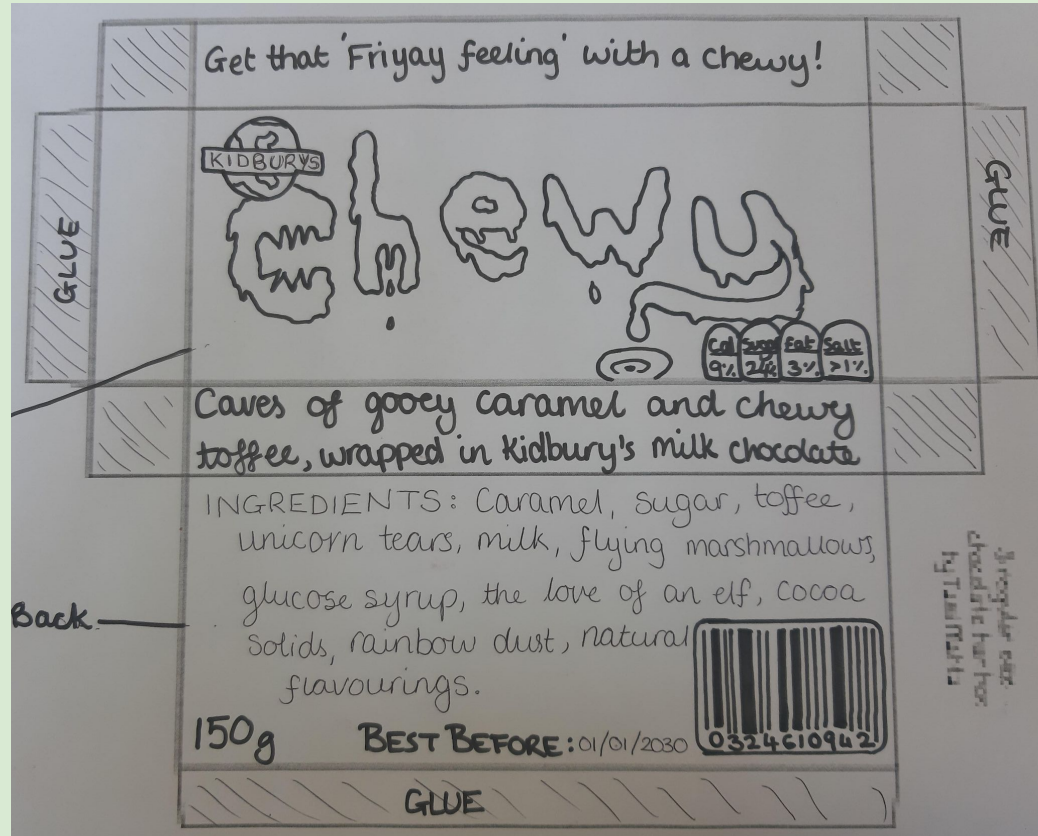 Get that 'Friyay feeling' with a chewy!
KIDBURYS
chewy
GLUE
GLUE
Cal Sugar Fat Salt
9% 24% 3% >1%
Caves of gooey caramel and chewy
toffee, wrapped in Kidbury's milk chocolate
INGREDIENTS: Caramel, sugar, toffee,
unicorn tears, milk, flying marshmallows,
glucose syrup, the love of an elf, cocoa
solids, rainbow dust, natural
flavourings.
Back
150g
BEST BEFORE: 01/01/2030
0324610942
GLUE